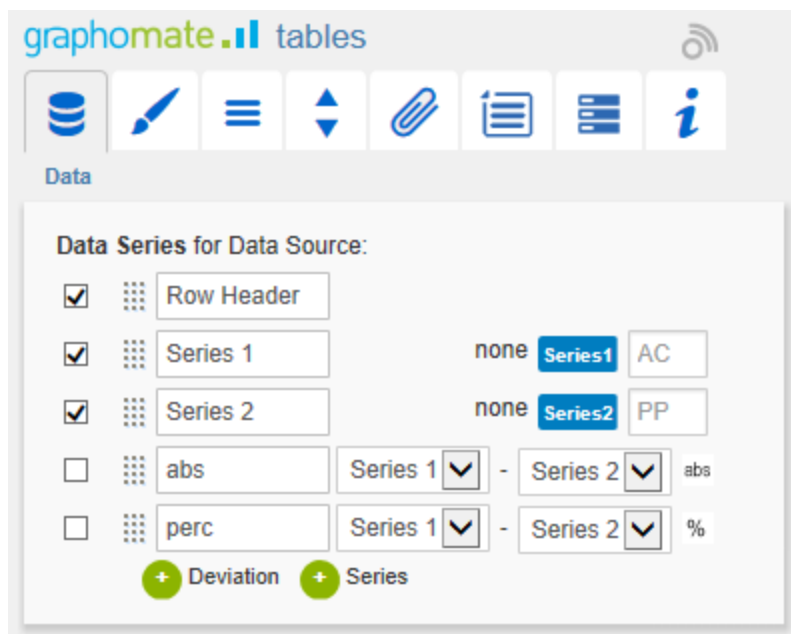 graphomate tables
Data
Data Series for Data Source:
Row Header
Series 1 none Series1 AC
Series 2 none Series2 PP
abs Series 1 - Series 2 abs
perc Series 1 - Series 2 %
+ Deviation + Series